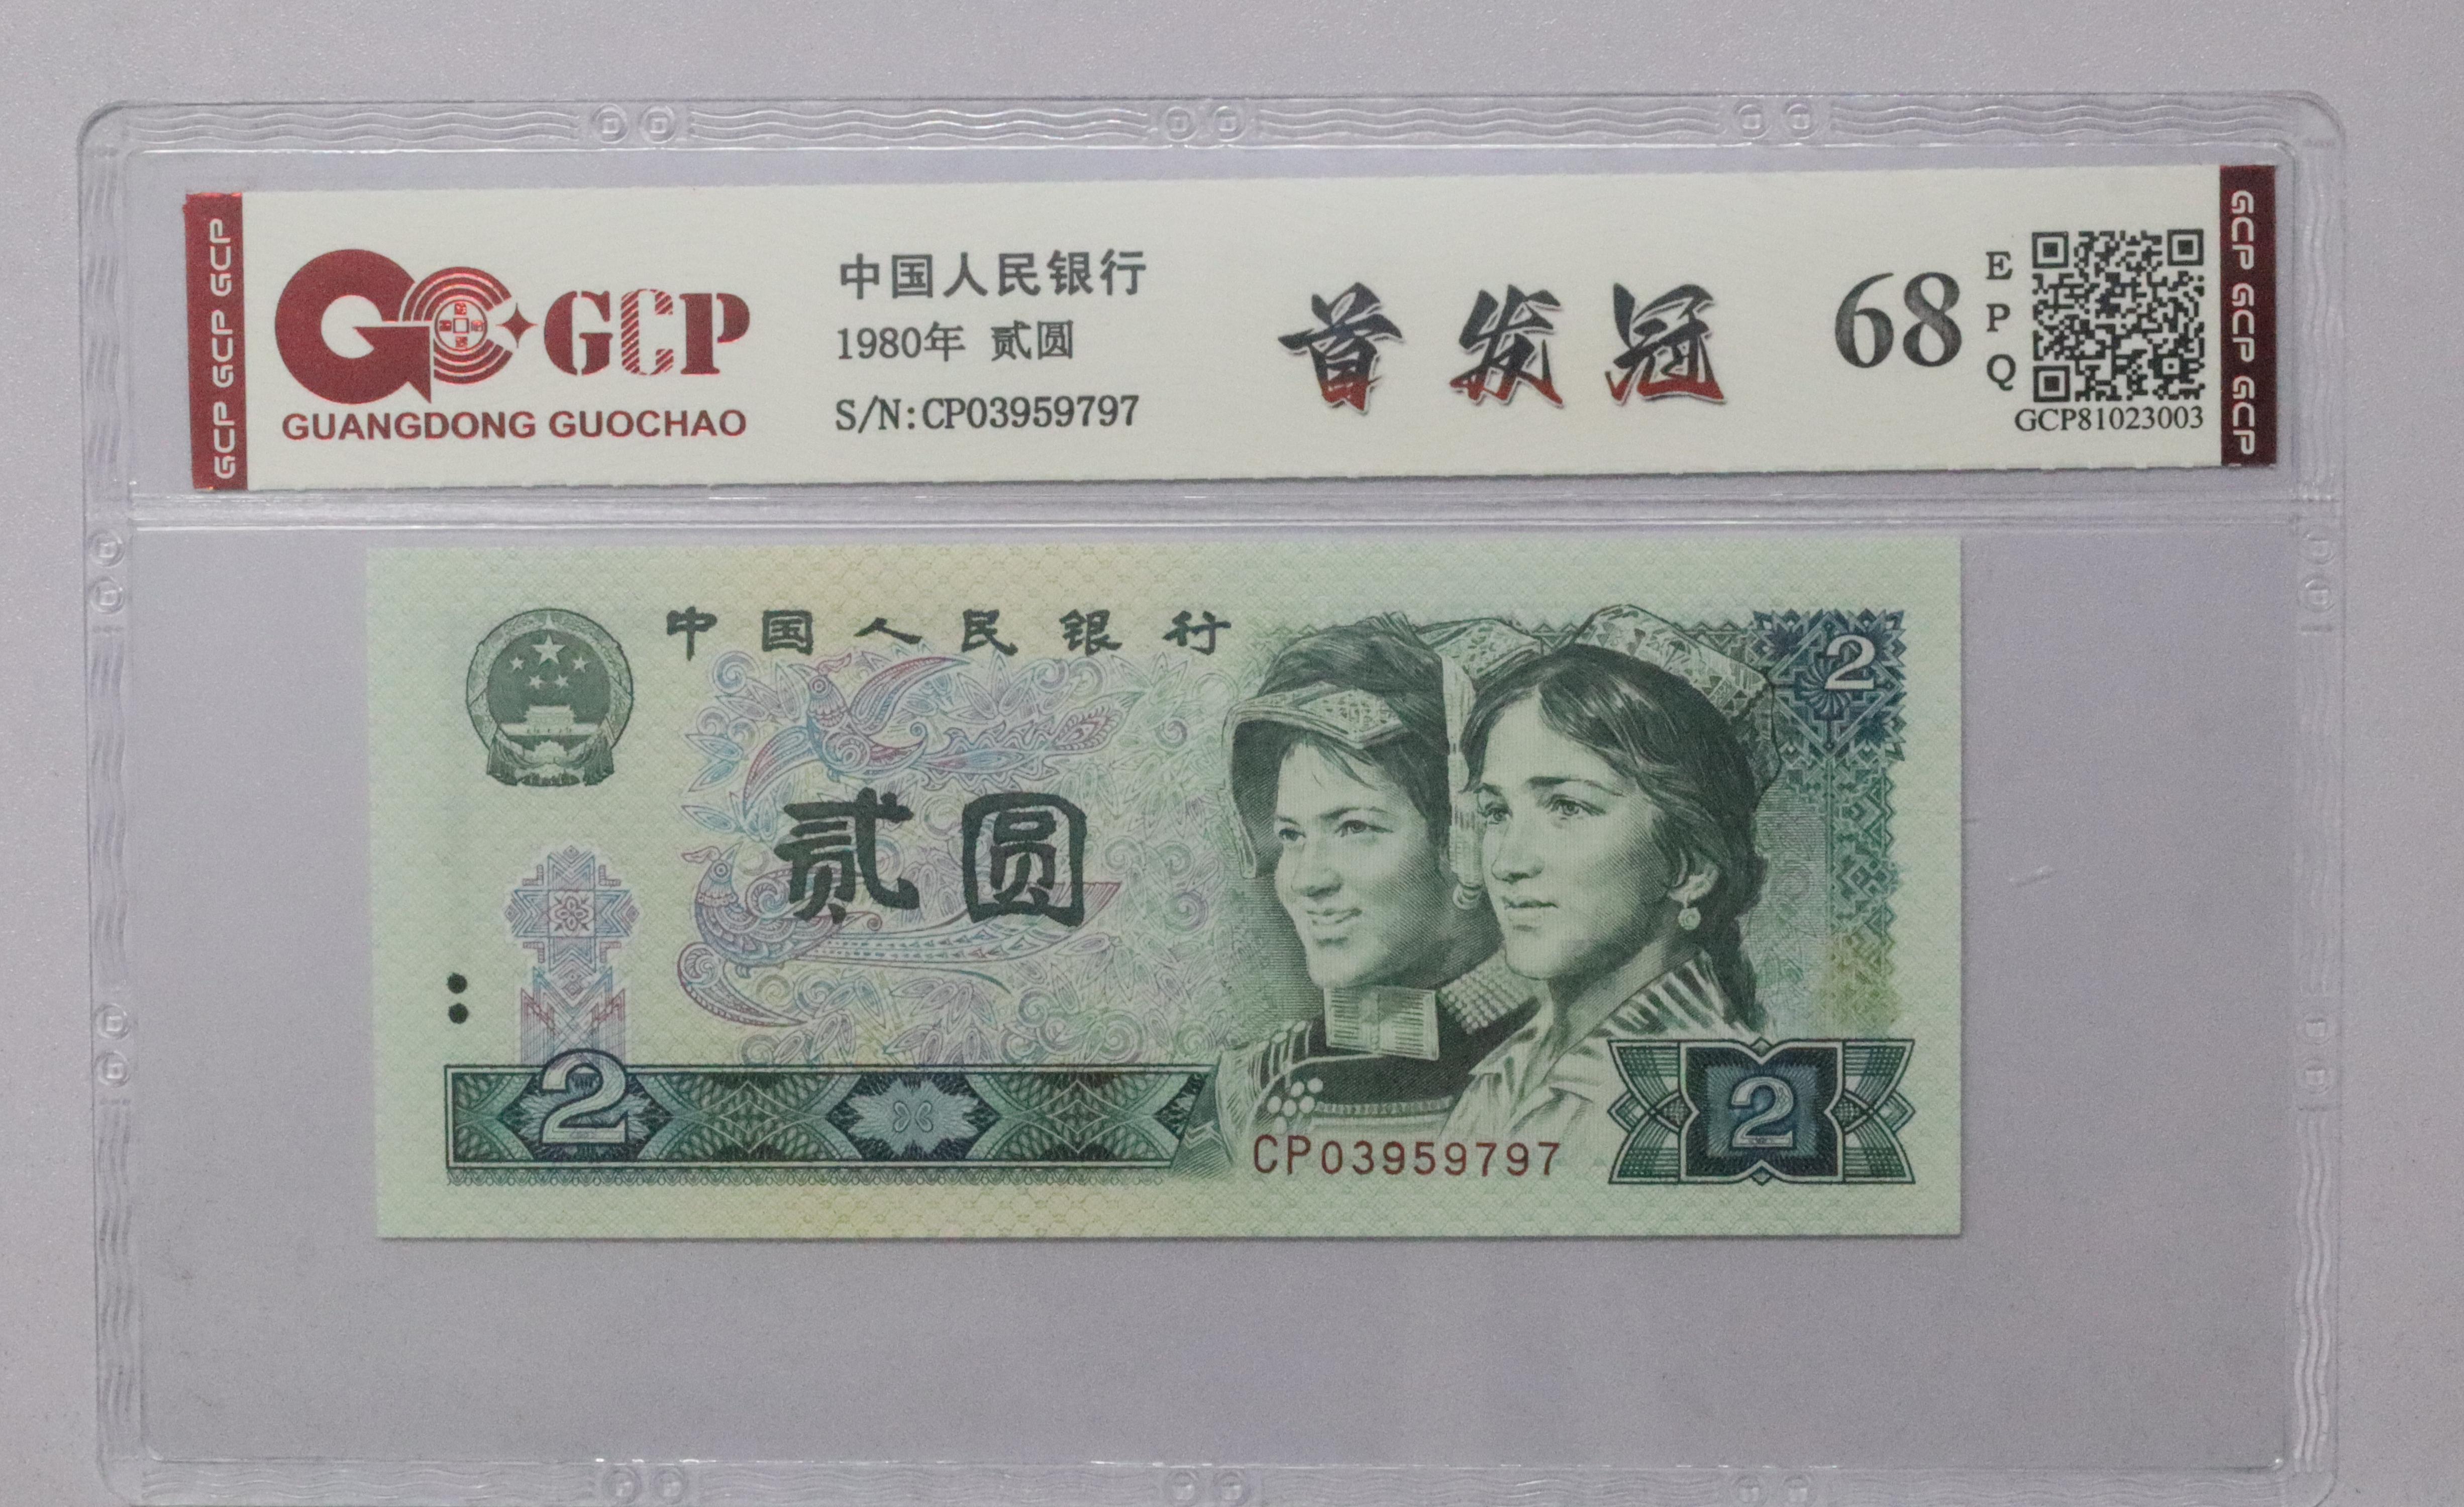 GCP GCP GCP
GCP
GUANGDONG GUOCHAO
中国人民银行
1980年 贰圆
S/N:CP03959797
首发冠
68
EPQ
GCP81023003
GCP GCP GCP
中国人民银行
2
贰圆
2
2
CP03959797